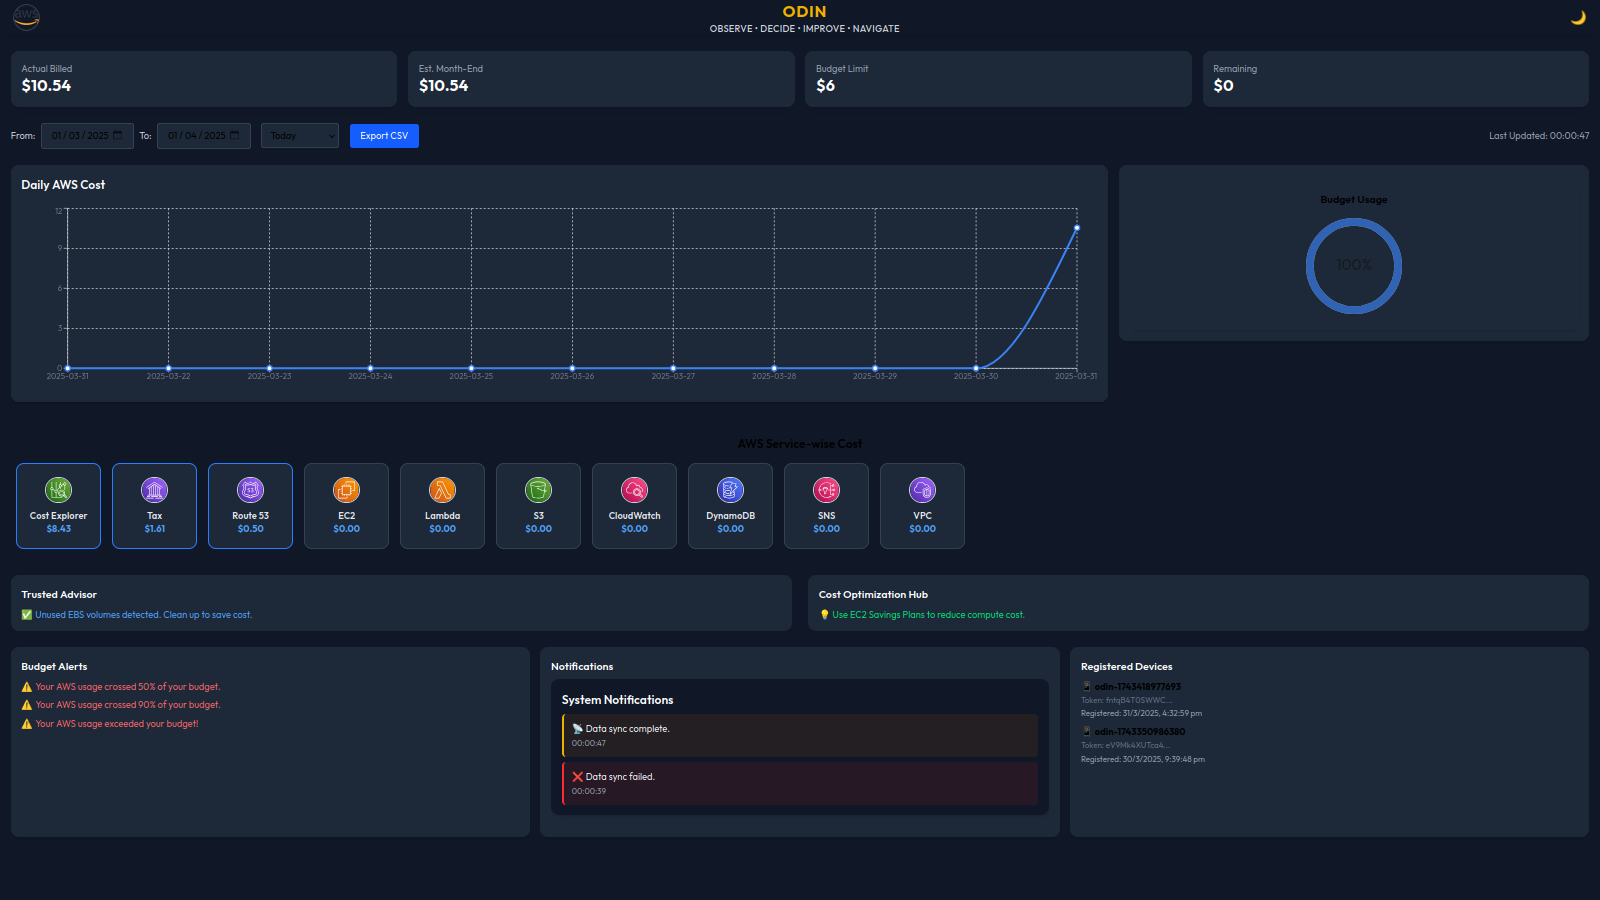 aws
ODIN
OBSERVE • DECIDE • IMPROVE • NAVIGATE
Actual Billed
$10.54
Est. Month-End
$10.54
Budget Limit
$6
Remaining
$0
From: 01/03/2025 To: 01/04/2025 Today Export CSV
Last Updated: 00:00:47
Daily AWS Cost
12
9
6
3
0
2025-03-31 2025-03-22 2025-03-23 2025-03-24 2025-03-25 2025-03-26 2025-03-27 2025-03-28 2025-03-29 2025-03-30 2025-03-31
Budget Usage
100%
AWS Service-wise Cost
Cost Explorer
$8.43
Tax
$1.61
Route 53
$0.50
EC2
$0.00
Lambda
$0.00
S3
$0.00
CloudWatch
$0.00
DynamoDB
$0.00
SNS
$0.00
VPC
$0.00
Trusted Advisor
✅ Unused EBS volumes detected. Clean up to save cost.
Cost Optimization Hub
💡 Use EC2 Savings Plans to reduce compute cost.
Budget Alerts
⚠️ Your AWS usage crossed 50% of your budget.
⚠️ Your AWS usage crossed 90% of your budget.
⚠️ Your AWS usage exceeded your budget!
Notifications
System Notifications
📡 Data sync complete.
00:00:47
❌ Data sync failed.
00:00:39
Registered Devices
📱 odin-1743418977693
Token: fntqB4T0SWWC...
Registered: 31/3/2025, 4:32:59 pm
📱 odin-1743350986380
Token: eV9Mk4XUTca4...
Registered: 30/3/2025, 9:39:48 pm